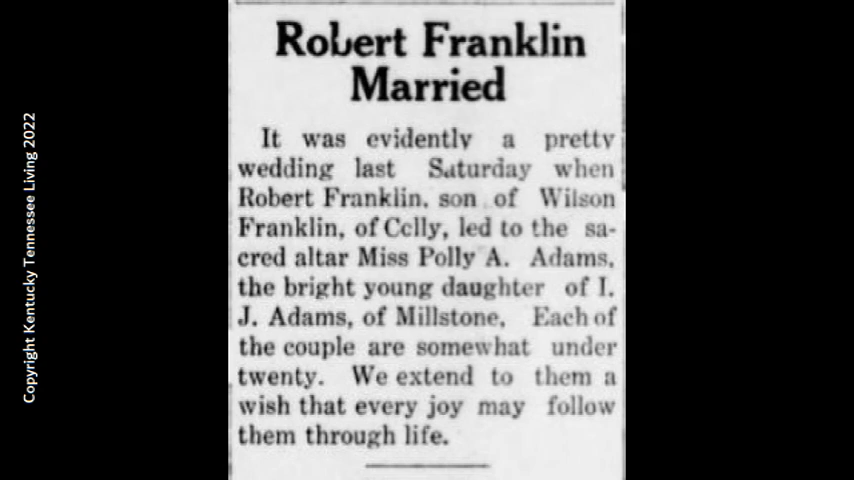 Robert Franklin
Married
It was evidently a pretty
wedding last Saturday when
Robert Franklin, son of Wilson
Franklin, of Cclly, led to the sa-
cred altar Miss Polly A. Adams,
the bright young daughter of I.
J. Adams, of Millstone. Each of
the couple are somewhat under
twenty. We extend to them a
wish that every joy may follow
them through life.
Copyright Kentucky Tennessee Living 2022